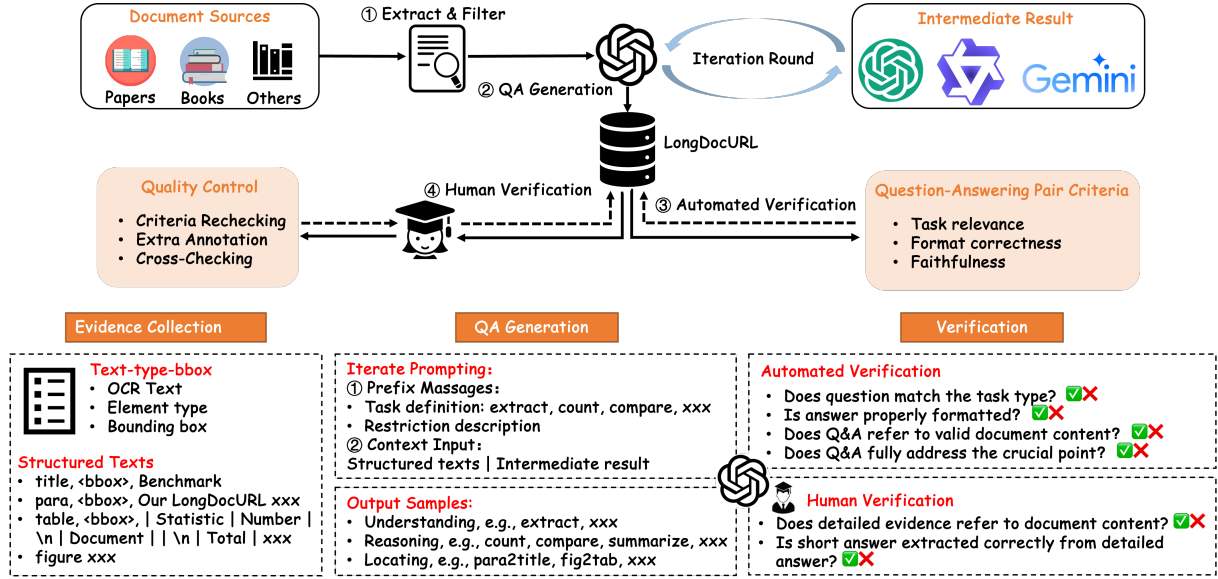 Document Sources
Papers
Books
Others
① Extract & Filter
② QA Generation
Iteration Round
Intermediate Result
Gemini
LongDocURL
Quality Control
• Criteria Rechecking
• Extra Annotation
• Cross-Checking
④ Human Verification
③ Automated Verification
Question-Answering Pair Criteria
• Task relevance
• Format correctness
• Faithfulness
Evidence Collection
Text-type-bbox
• OCR Text
• Element type
• Bounding box
Structured Texts
• title, <bbox>, Benchmark
• para, <bbox>, Our LongDocURL xxx
• table, <bbox>, | Statistic | Number |
\n | Document | | \n | Total | xxx
• figure xxx
QA Generation
Iterate Prompting:
① Prefix Massages:
• Task definition: extract, count, compare, xxx
• Restriction description
② Context Input:
Structured texts | Intermediate result
Output Samples:
• Understanding, e.g., extract, xxx
• Reasoning, e.g., count, compare, summarize, xxx
• Locating, e.g., para2title, fig2tab, xxx
Verification
Automated Verification
• Does question match the task type? ✅❌
• Is answer properly formatted? ✅❌
• Does Q&A refer to valid document content? ✅❌
• Does Q&A fully address the crucial point? ✅❌
Human Verification
• Does detailed evidence refer to document content? ✅❌
• Is short answer extracted correctly from detailed
answer? ✅❌